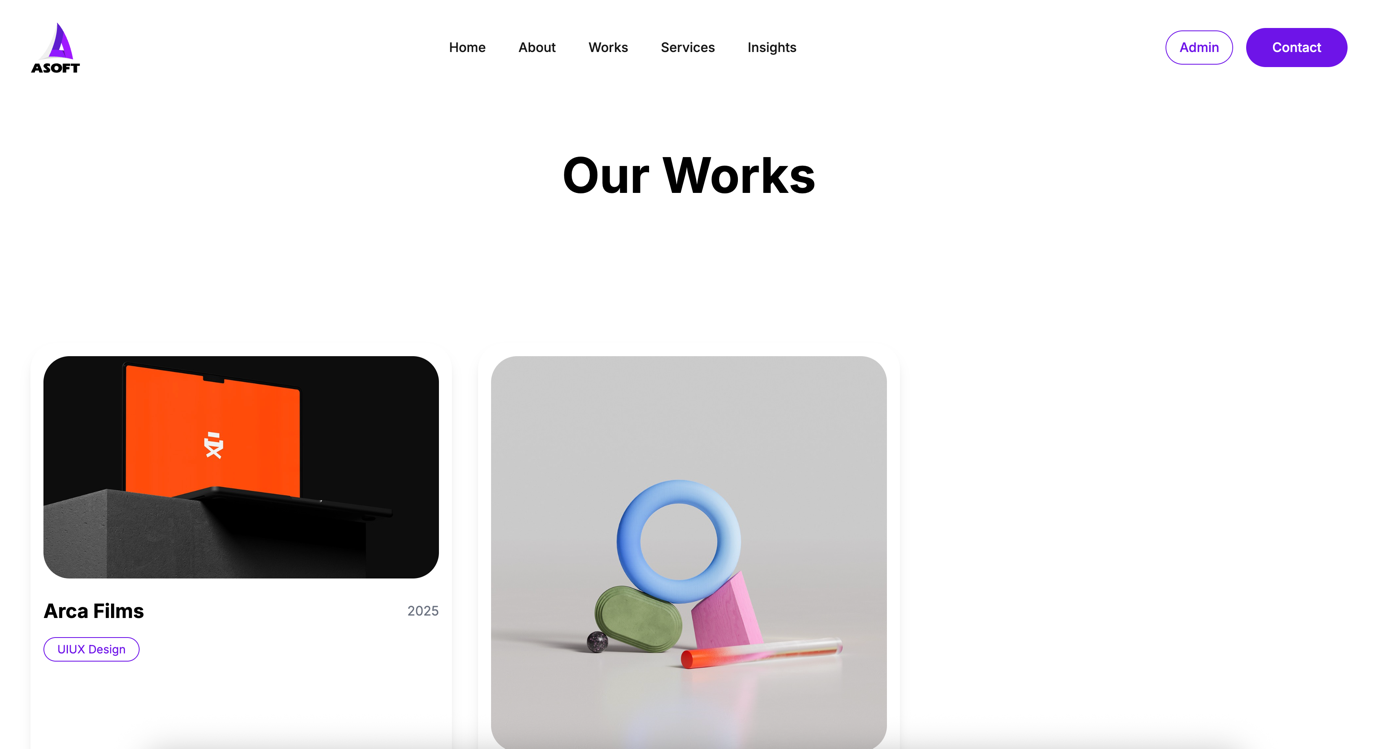 ASOFT
Home
About
Works
Services
Insights
Admin
Contact
Our Works
Arca Films
2025
UIUX Design